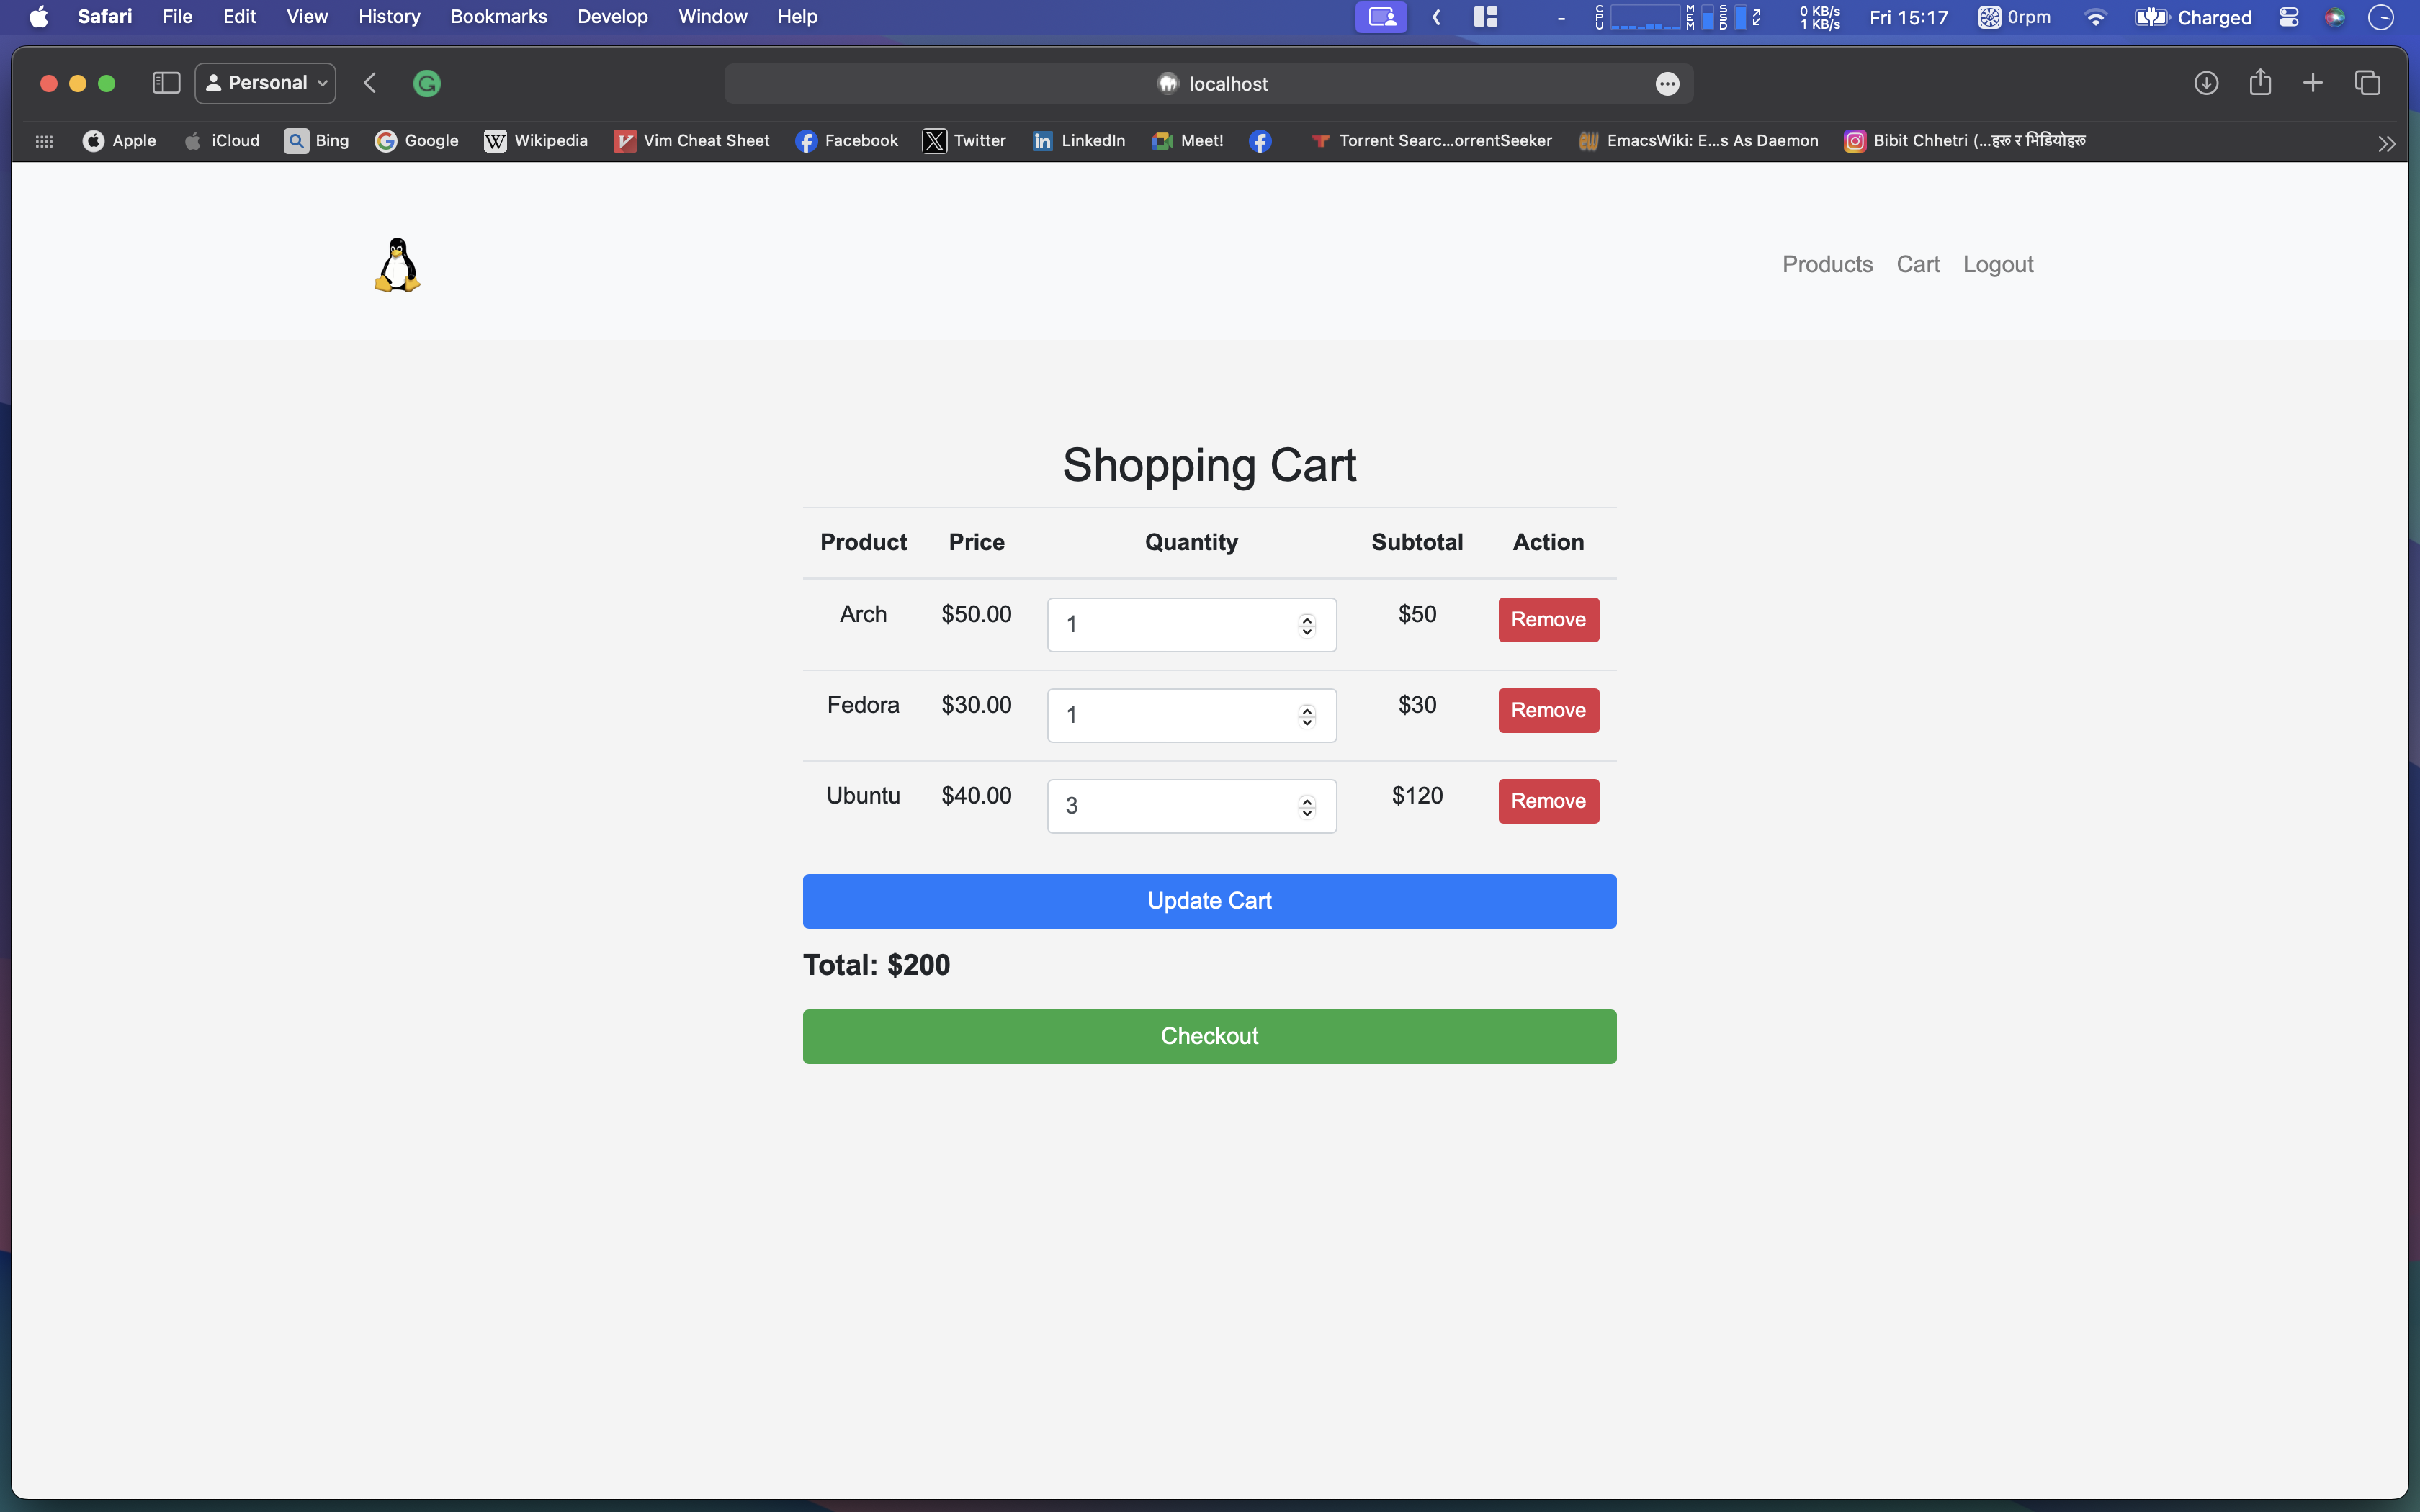 Safari File Edit View History Bookmarks Develop Window Help - CPU MEM SSD 0 KB/s 1 KB/s Fri 15:17 0rpm Charged
Personal localhost
Apple iCloud Bing Google Wikipedia Vim Cheat Sheet Facebook Twitter LinkedIn Meet! Torrent Searc...orrentSeeker EmacsWiki: E...s As Daemon Bibit Chhetri (...हरू र भिडियोहरू
Products Cart Logout
Shopping Cart
Product Price Quantity Subtotal Action
Arch $50.00 1 $50 Remove
Fedora $30.00 1 $30 Remove
Ubuntu $40.00 3 $120 Remove
Update Cart
Total: $200
Checkout